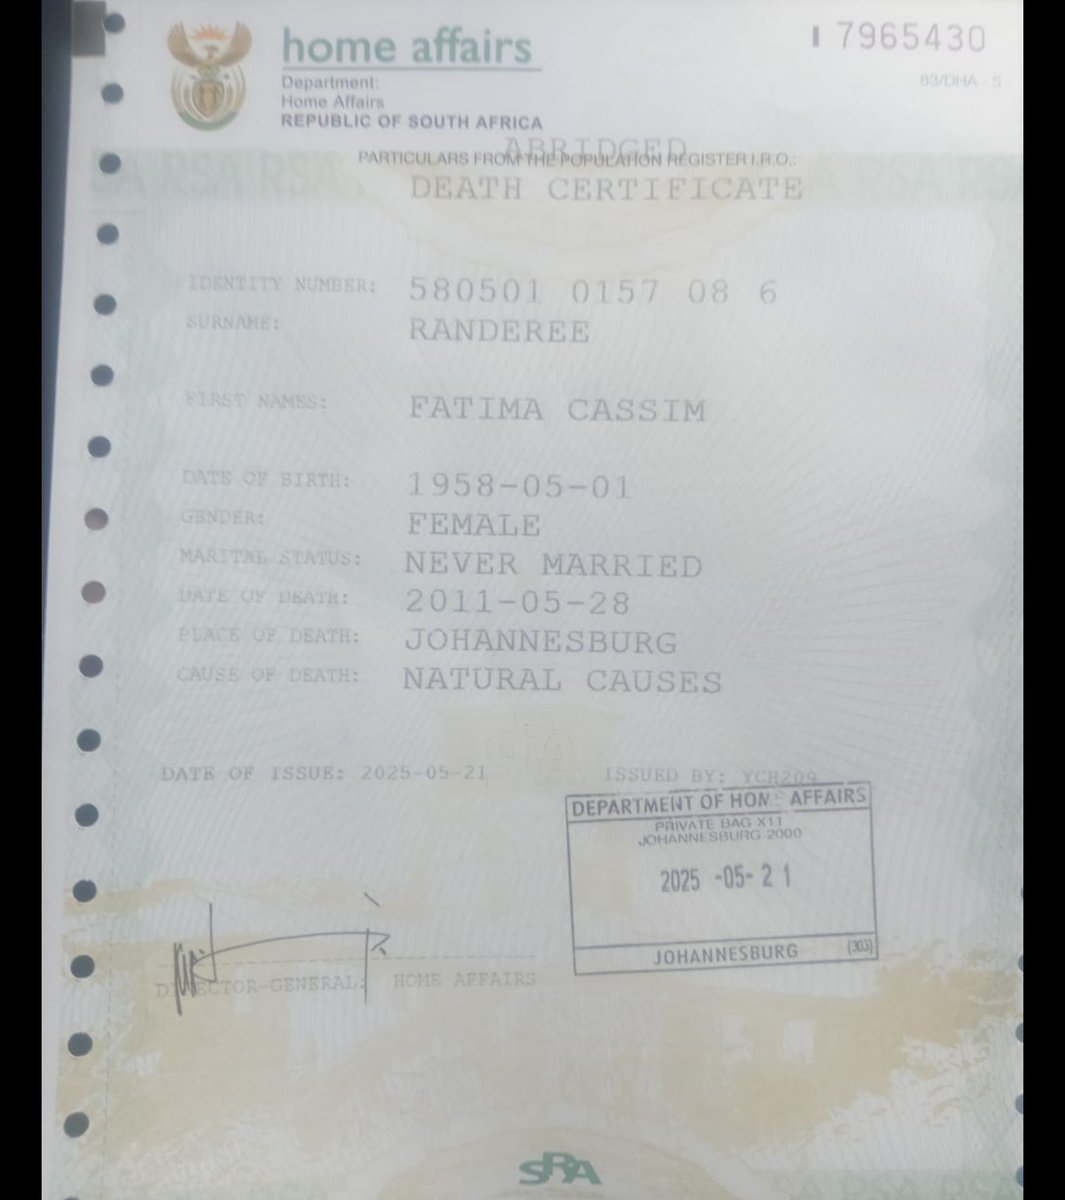 home affairs
Department:
Home Affairs
REPUBLIC OF SOUTH AFRICA
I 7965430
83/DHA - 5
ABRIDGED
PARTICULARS FROM THE POPULATION REGISTER I.R.O.:
DEATH CERTIFICATE
IDENTITY NUMBER: 580501 0157 08 6
SURNAME: RANDEREE
FIRST NAMES: FATIMA CASSIM
DATE OF BIRTH: 1958-05-01
GENDER: FEMALE
MARITAL STATUS: NEVER MARRIED
DATE OF DEATH: 2011-05-28
PLACE OF DEATH: JOHANNESBURG
CAUSE OF DEATH: NATURAL CAUSES
DATE OF ISSUE: 2025-05-21 ISSUED BY: YCH209
DEPARTMENT OF HOME AFFAIRS
PRIVATE BAG X11
JOHANNESBURG 2000
2025 -05- 21
JOHANNESBURG (303)
DIRECTOR-GENERAL: HOME AFFAIRS
RSA